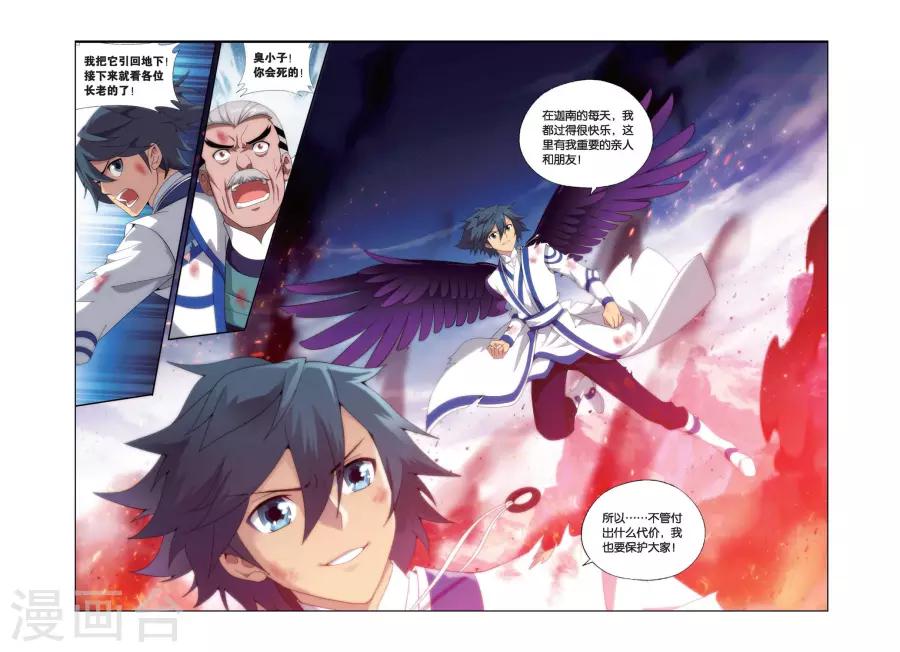 我把它引回地下！
接下来就看各位
长老的了！
臭小子！
你会死的！
在迦南的每天，我
都过得很快乐，这
里有我重要的亲人
和朋友！
所以……不管付
出什么代价，我
也要保护大家！
漫画台